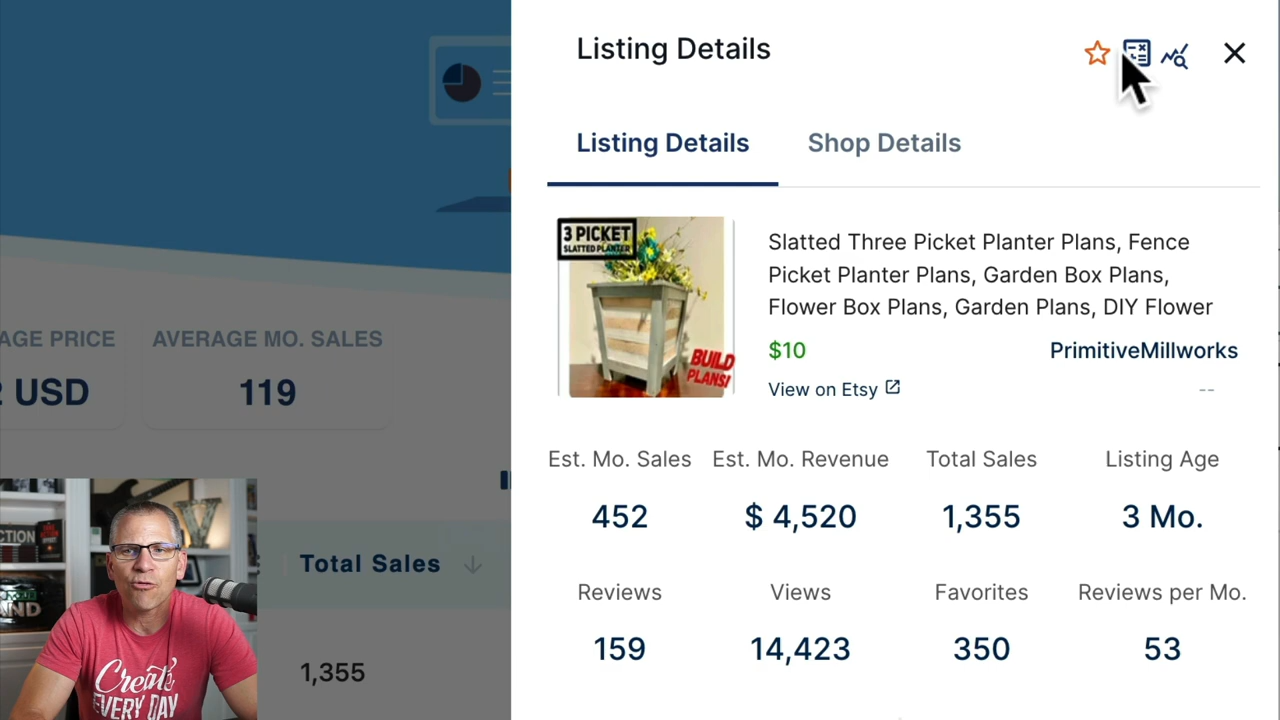 Listing Details
Listing Details
Shop Details
3 PICKET
SLATTED PLANTER
BUILD
PLANS!
Slatted Three Picket Planter Plans, Fence
Picket Planter Plans, Garden Box Plans,
Flower Box Plans, Garden Plans, DIY Flower
$10
PrimitiveMillworks
View on Etsy
--
AGE PRICE
AVERAGE MO. SALES
USD
119
Est. Mo. Sales
Est. Mo. Revenue
Total Sales
Listing Age
452
$ 4,520
1,355
3 Mo.
Reviews
Views
Favorites
Reviews per Mo.
159
14,423
350
53
Total Sales
1,355
Create
EVERY DAY